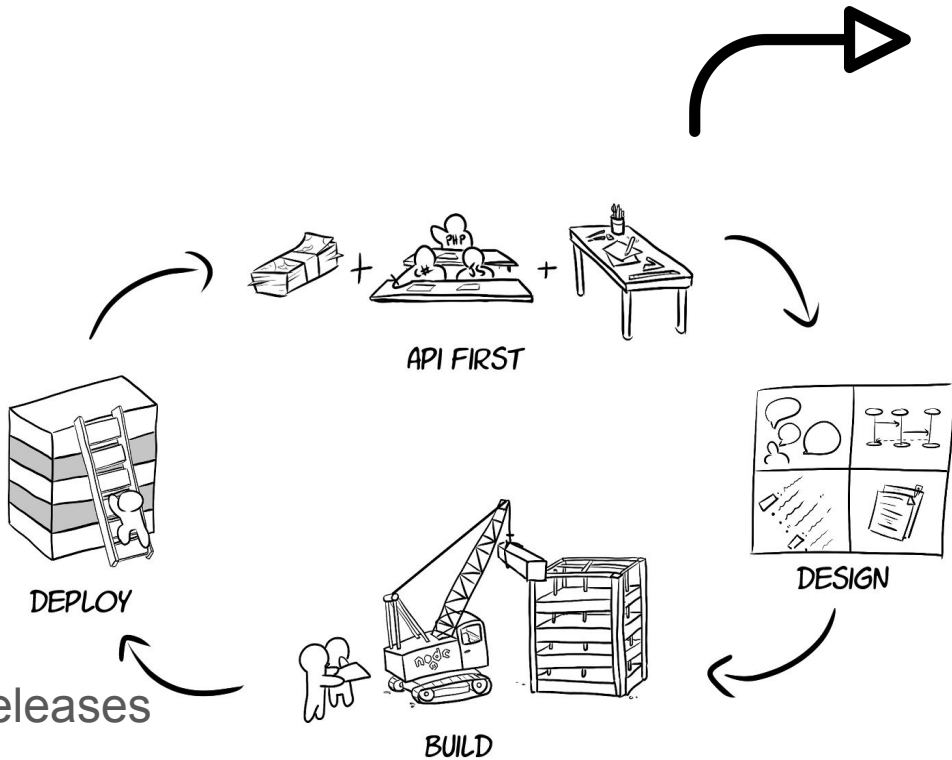 PHP
C#
JS
API FIRST
DESIGN
DEPLOY
node
eleases
BUILD